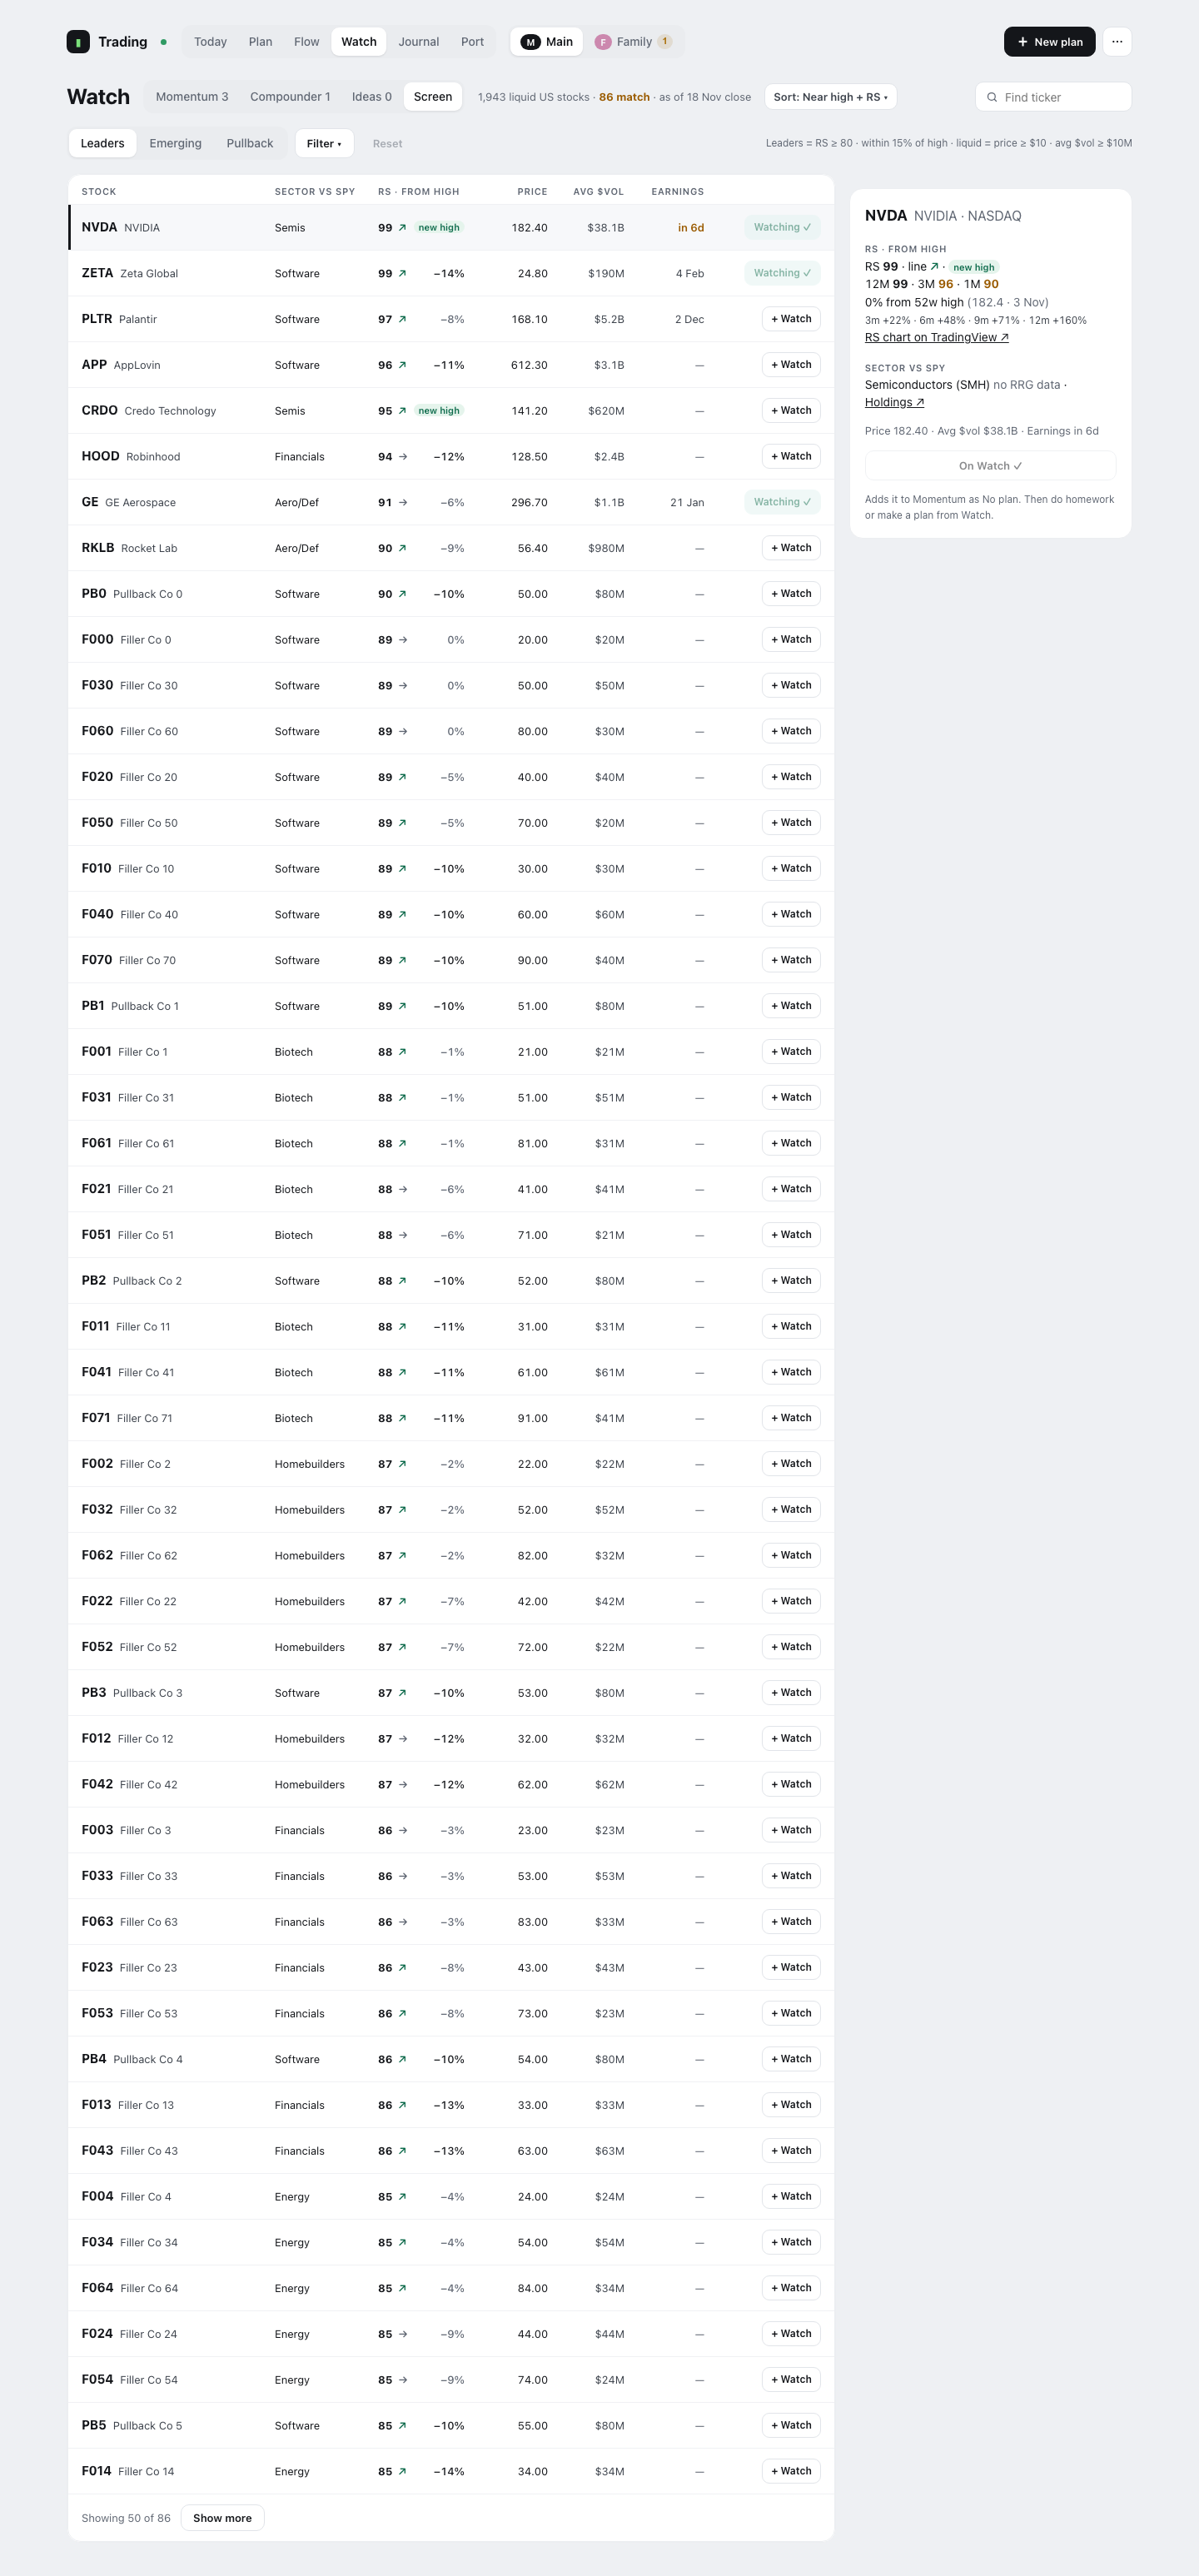 Trading Today Plan Flow Watch Journal Port M Main F Family 1 + New plan ···
Watch Momentum 3 Compounder 1 Ideas 0 Screen 1,943 liquid US stocks · 86 match · as of 18 Nov close Sort: Near high + RS ▾ Find ticker
Leaders Emerging Pullback Filter ▾ Reset Leaders = RS ≥ 80 · within 15% of high · liquid = price ≥ $10 · avg $vol ≥ $10M
STOCK SECTOR VS SPY RS · FROM HIGH PRICE AVG $VOL EARNINGS
NVDA NVIDIA Semis 99 ↗ new high 182.40 $38.1B in 6d Watching ✓
ZETA Zeta Global Software 99 ↗ −14% 24.80 $190M 4 Feb Watching ✓
PLTR Palantir Software 97 ↗ −8% 168.10 $5.2B 2 Dec + Watch
APP AppLovin Software 96 ↗ −11% 612.30 $3.1B — + Watch
CRDO Credo Technology Semis 95 ↗ new high 141.20 $620M — + Watch
HOOD Robinhood Financials 94 → −12% 128.50 $2.4B — + Watch
GE GE Aerospace Aero/Def 91 → −6% 296.70 $1.1B 21 Jan Watching ✓
RKLB Rocket Lab Aero/Def 90 ↗ −9% 56.40 $980M — + Watch
PB0 Pullback Co 0 Software 90 ↗ −10% 50.00 $80M — + Watch
F000 Filler Co 0 Software 89 → 0% 20.00 $20M — + Watch
F030 Filler Co 30 Software 89 → 0% 50.00 $50M — + Watch
F060 Filler Co 60 Software 89 → 0% 80.00 $30M — + Watch
F020 Filler Co 20 Software 89 ↗ −5% 40.00 $40M — + Watch
F050 Filler Co 50 Software 89 ↗ −5% 70.00 $20M — + Watch
F010 Filler Co 10 Software 89 ↗ −10% 30.00 $30M — + Watch
F040 Filler Co 40 Software 89 ↗ −10% 60.00 $60M — + Watch
F070 Filler Co 70 Software 89 ↗ −10% 90.00 $40M — + Watch
PB1 Pullback Co 1 Software 89 ↗ −10% 51.00 $80M — + Watch
F001 Filler Co 1 Biotech 88 ↗ −1% 21.00 $21M — + Watch
F031 Filler Co 31 Biotech 88 ↗ −1% 51.00 $51M — + Watch
F061 Filler Co 61 Biotech 88 ↗ −1% 81.00 $31M — + Watch
F021 Filler Co 21 Biotech 88 → −6% 41.00 $41M — + Watch
F051 Filler Co 51 Biotech 88 → −6% 71.00 $21M — + Watch
PB2 Pullback Co 2 Software 88 ↗ −10% 52.00 $80M — + Watch
F011 Filler Co 11 Biotech 88 ↗ −11% 31.00 $31M — + Watch
F041 Filler Co 41 Biotech 88 ↗ −11% 61.00 $61M — + Watch
F071 Filler Co 71 Biotech 88 ↗ −11% 91.00 $41M — + Watch
F002 Filler Co 2 Homebuilders 87 ↗ −2% 22.00 $22M — + Watch
F032 Filler Co 32 Homebuilders 87 ↗ −2% 52.00 $52M — + Watch
F062 Filler Co 62 Homebuilders 87 ↗ −2% 82.00 $32M — + Watch
F022 Filler Co 22 Homebuilders 87 ↗ −7% 42.00 $42M — + Watch
F052 Filler Co 52 Homebuilders 87 ↗ −7% 72.00 $22M — + Watch
PB3 Pullback Co 3 Software 87 ↗ −10% 53.00 $80M — + Watch
F012 Filler Co 12 Homebuilders 87 → −12% 32.00 $32M — + Watch
F042 Filler Co 42 Homebuilders 87 → −12% 62.00 $62M — + Watch
F003 Filler Co 3 Financials 86 → −3% 23.00 $23M — + Watch
F033 Filler Co 33 Financials 86 → −3% 53.00 $53M — + Watch
F063 Filler Co 63 Financials 86 → −3% 83.00 $33M — + Watch
F023 Filler Co 23 Financials 86 ↗ −8% 43.00 $43M — + Watch
F053 Filler Co 53 Financials 86 ↗ −8% 73.00 $23M — + Watch
PB4 Pullback Co 4 Software 86 ↗ −10% 54.00 $80M — + Watch
F013 Filler Co 13 Financials 86 ↗ −13% 33.00 $33M — + Watch
F043 Filler Co 43 Financials 86 ↗ −13% 63.00 $63M — + Watch
F004 Filler Co 4 Energy 85 ↗ −4% 24.00 $24M — + Watch
F034 Filler Co 34 Energy 85 ↗ −4% 54.00 $54M — + Watch
F064 Filler Co 64 Energy 85 ↗ −4% 84.00 $34M — + Watch
F024 Filler Co 24 Energy 85 → −9% 44.00 $44M — + Watch
F054 Filler Co 54 Energy 85 → −9% 74.00 $24M — + Watch
PB5 Pullback Co 5 Software 85 ↗ −10% 55.00 $80M — + Watch
F014 Filler Co 14 Energy 85 ↗ −14% 34.00 $34M — + Watch
Showing 50 of 86 Show more
NVDA NVIDIA · NASDAQ
RS · FROM HIGH
RS 99 · line ↗ · new high
12M 99 · 3M 96 · 1M 90
0% from 52w high (182.4 · 3 Nov)
3m +22% · 6m +48% · 9m +71% · 12m +160%
RS chart on TradingView ↗
SECTOR VS SPY
Semiconductors (SMH) no RRG data ·
Holdings ↗
Price 182.40 · Avg $vol $38.1B · Earnings in 6d
On Watch ✓
Adds it to Momentum as No plan. Then do homework
or make a plan from Watch.